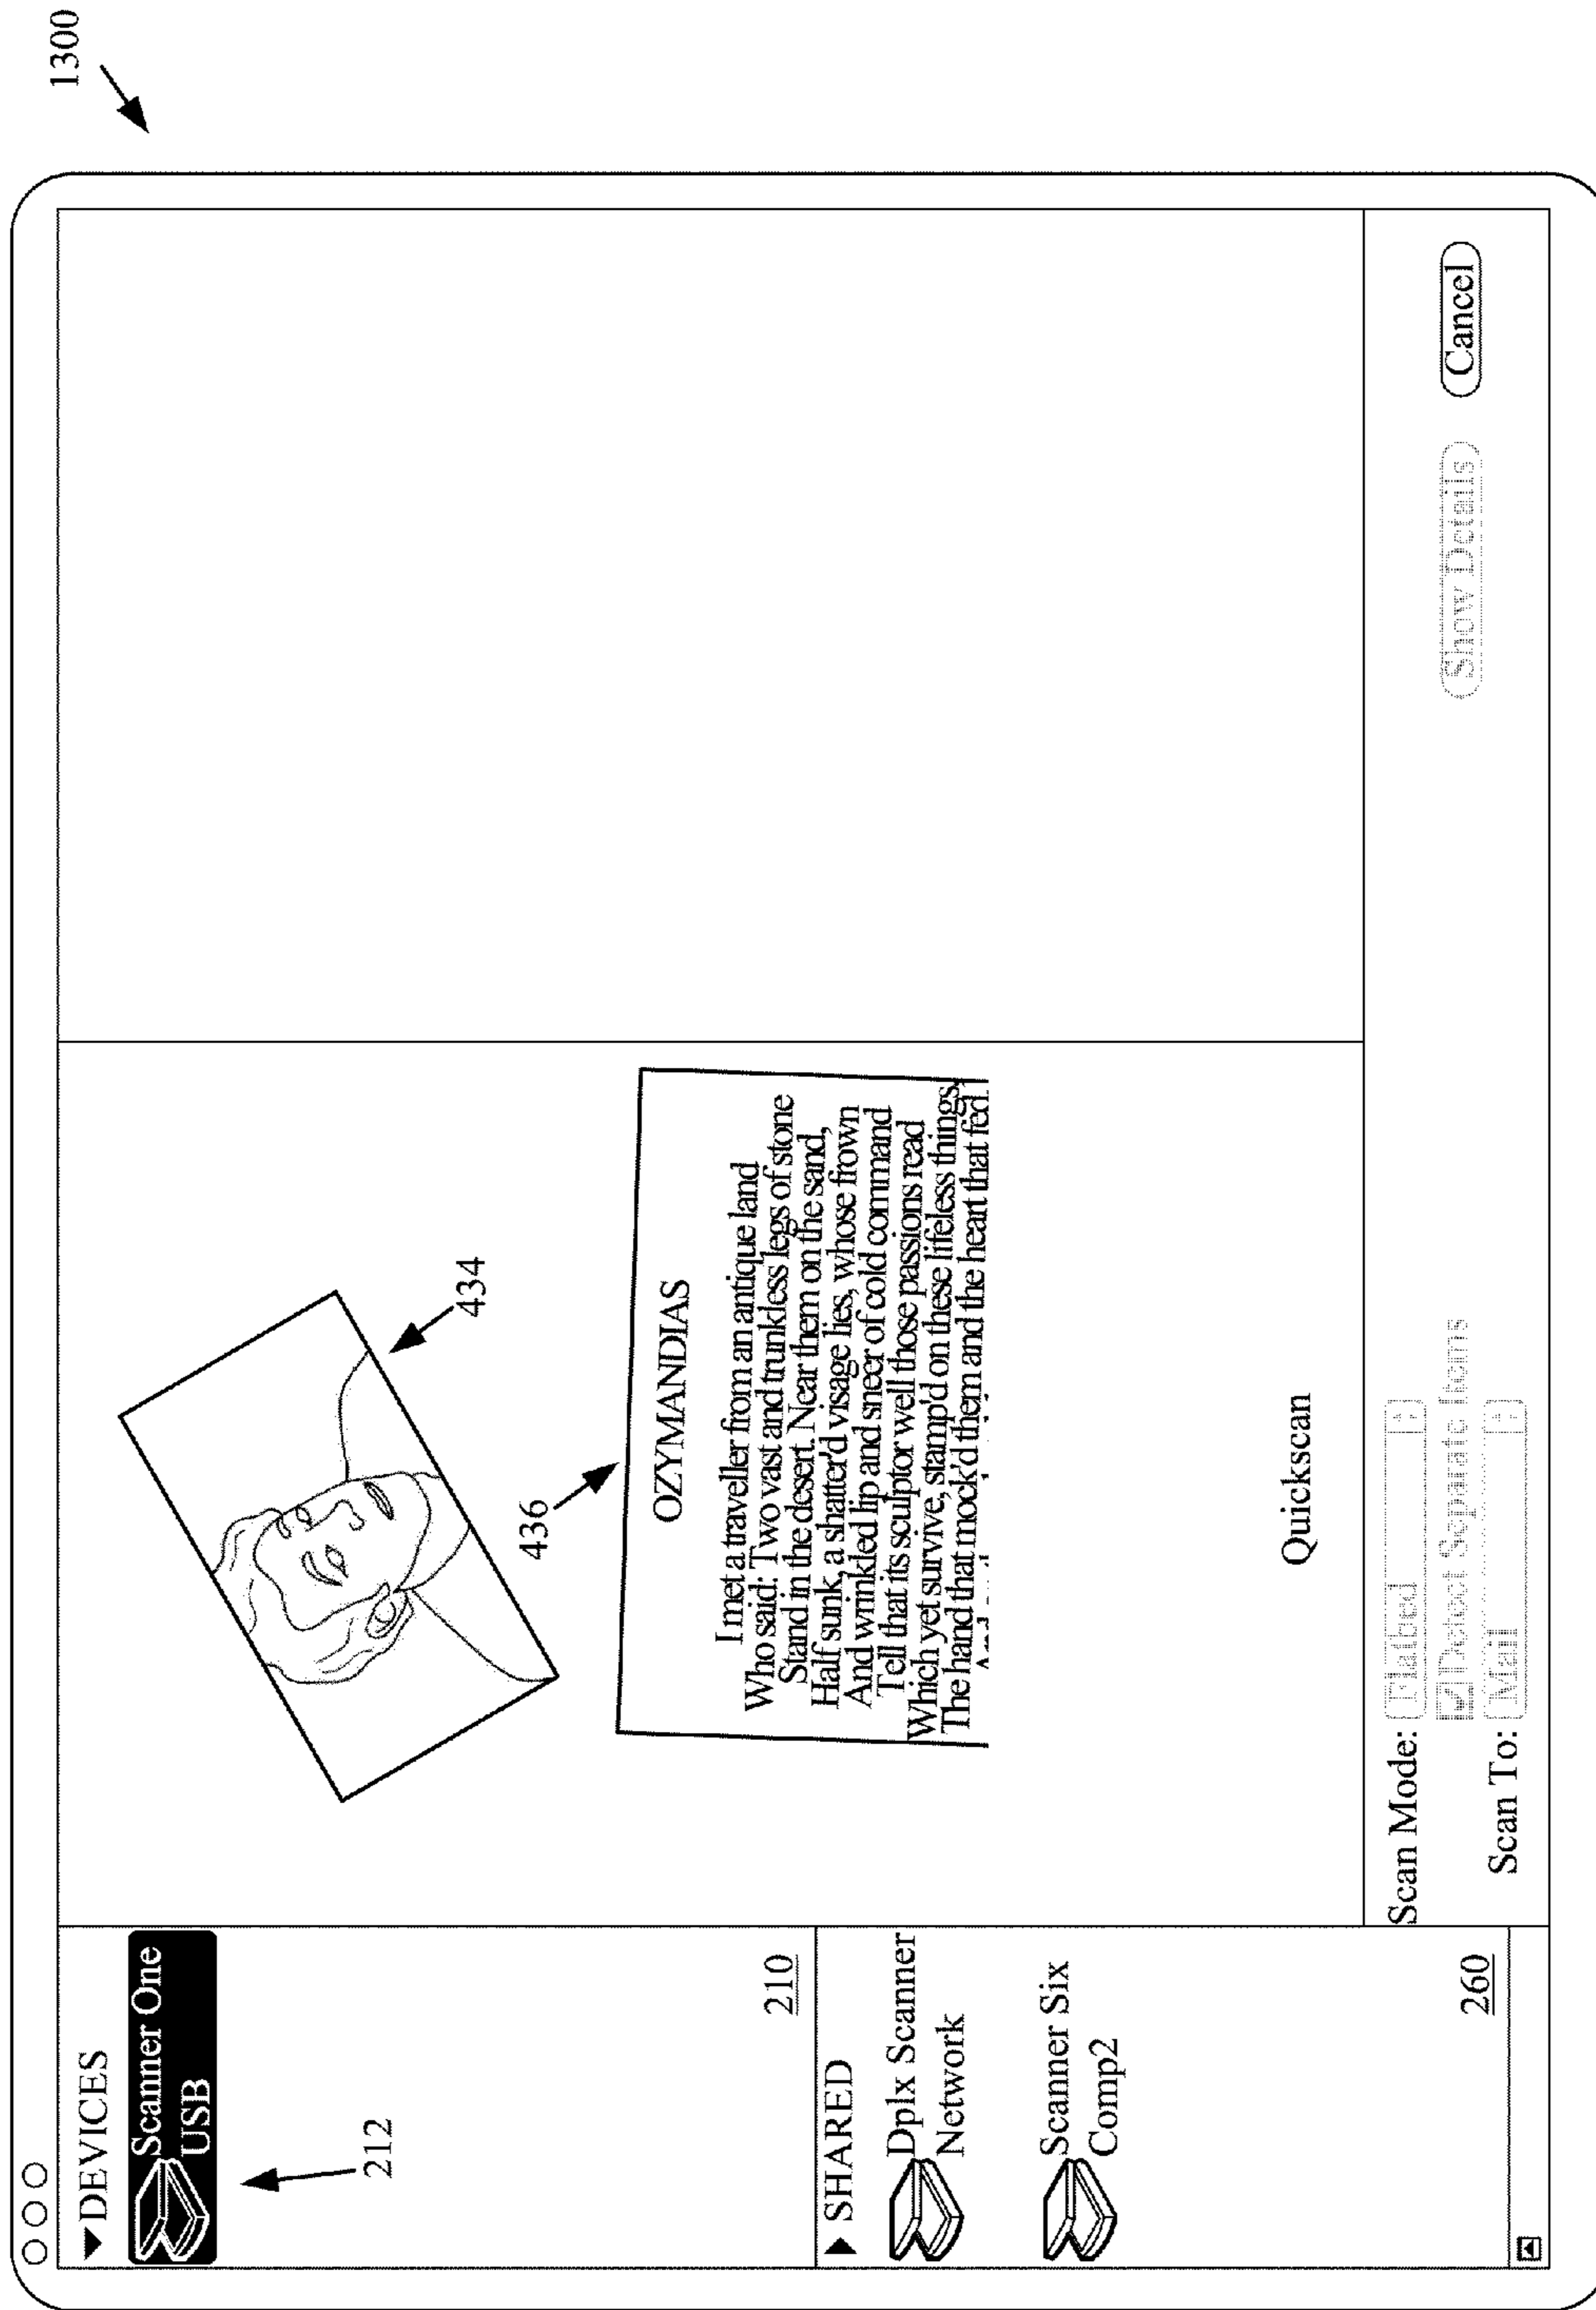 1300
DEVICES
Scanner One
USB
212
210
SHARED
Dplx Scanner
Network
Scanner Six
Comp2
260
434
436
OZYMANDIAS
I met a traveller from an antique land
Who said: Two vast and trunkless legs of stone
Stand in the desert. Near them on the sand,
Half sunk, a shatter'd visage lies, whose frown
And wrinkled lip and sneer of cold command
Tell that its sculptor well those passions read
Which yet survive, stamp'd on these lifeless things,
The hand that mock'd them and the heart that fed.
Quickscan
Scan Mode: Flatbed
Detect Separate Items
Scan To: Mail
Show Details
Cancel